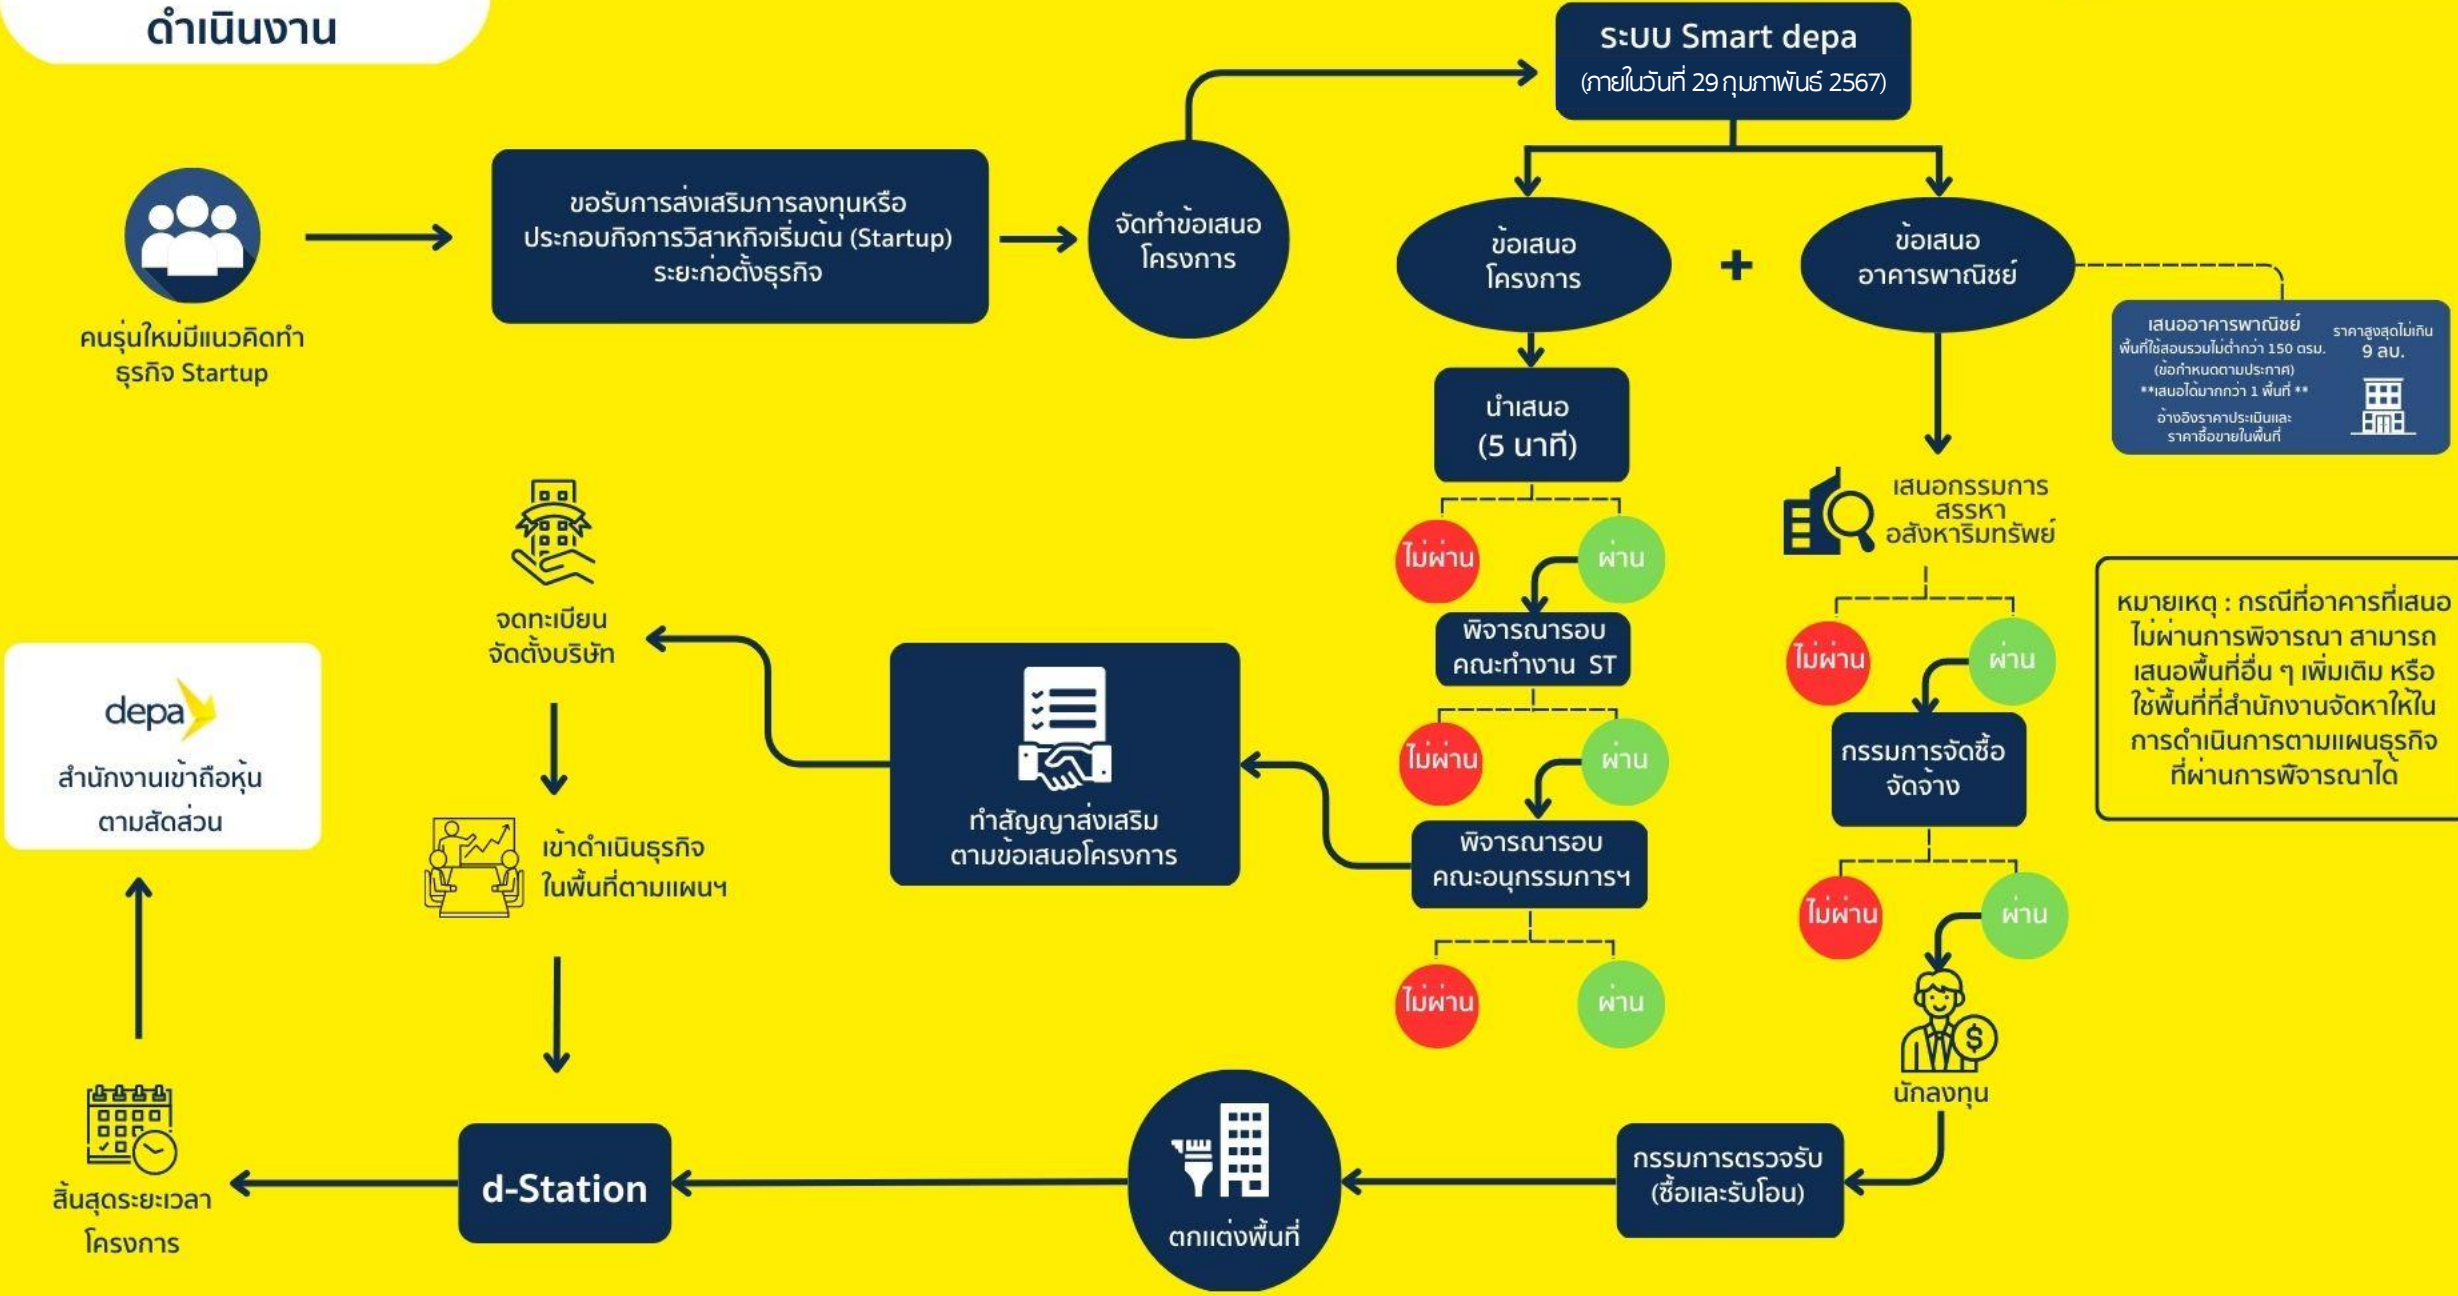 ดำเนินงาน
ระบบ Smart depa
(ภายในวันที่ 29 กุมภาพันธ์ 2567)
คนรุ่นใหม่มีแนวคิดทำ
ธุรกิจ Startup
ขอรับการส่งเสริมการลงทุนหรือ
ประกอบกิจการวิสาหกิจเริ่มต้น (Startup)
ระยะก่อตั้งธุรกิจ
จัดทำข้อเสนอ
โครงการ
ข้อเสนอ
โครงการ
+
ข้อเสนอ
อาคารพาณิชย์
เสนออาคารพาณิชย์
พื้นที่ใช้สอนรวมไม่ต่ำกว่า 150 ตรม.
(ข้อกำหนดตามประกาศ)
**เสนอได้มากกว่า 1 พื้นที่ **
อ้างอิงราคาประเมินและ
ราคาซื้อขายในพื้นที่
ราคาสูงสุดไม่เกิน
9 ลบ.
นำเสนอ
(5 นาที)
ไม่ผ่าน
ผ่าน
พิจารณารอบ
คณะทำงาน ST
ไม่ผ่าน
ผ่าน
พิจารณารอบ
คณะอนุกรรมการฯ
ไม่ผ่าน
ผ่าน
เสนอกรรมการ
สรรหา
อสังหาริมทรัพย์
ไม่ผ่าน
ผ่าน
กรรมการจัดซื้อ
จัดจ้าง
ไม่ผ่าน
ผ่าน
นักลงทุน
หมายเหตุ : กรณีที่อาคารที่เสนอ
ไม่ผ่านการพิจารณา สามารถ
เสนอพื้นที่อื่น ๆ เพิ่มเติม หรือ
ใช้พื้นที่ที่สำนักงานจัดหาให้ใน
การดำเนินการตามแผนธุรกิจ
ที่ผ่านการพิจารณาได้
ทำสัญญาส่งเสริม
ตามข้อเสนอโครงการ
จดทะเบียน
จัดตั้งบริษัท
เข้าดำเนินธุรกิจ
ในพื้นที่ตามแผนฯ
กรรมการตรวจรับ
(ซื้อและรับโอน)
ตกแต่งพื้นที่
d-Station
สิ้นสุดระยะเวลา
โครงการ
depa
สำนักงานเข้าถือหุ้น
ตามสัดส่วน